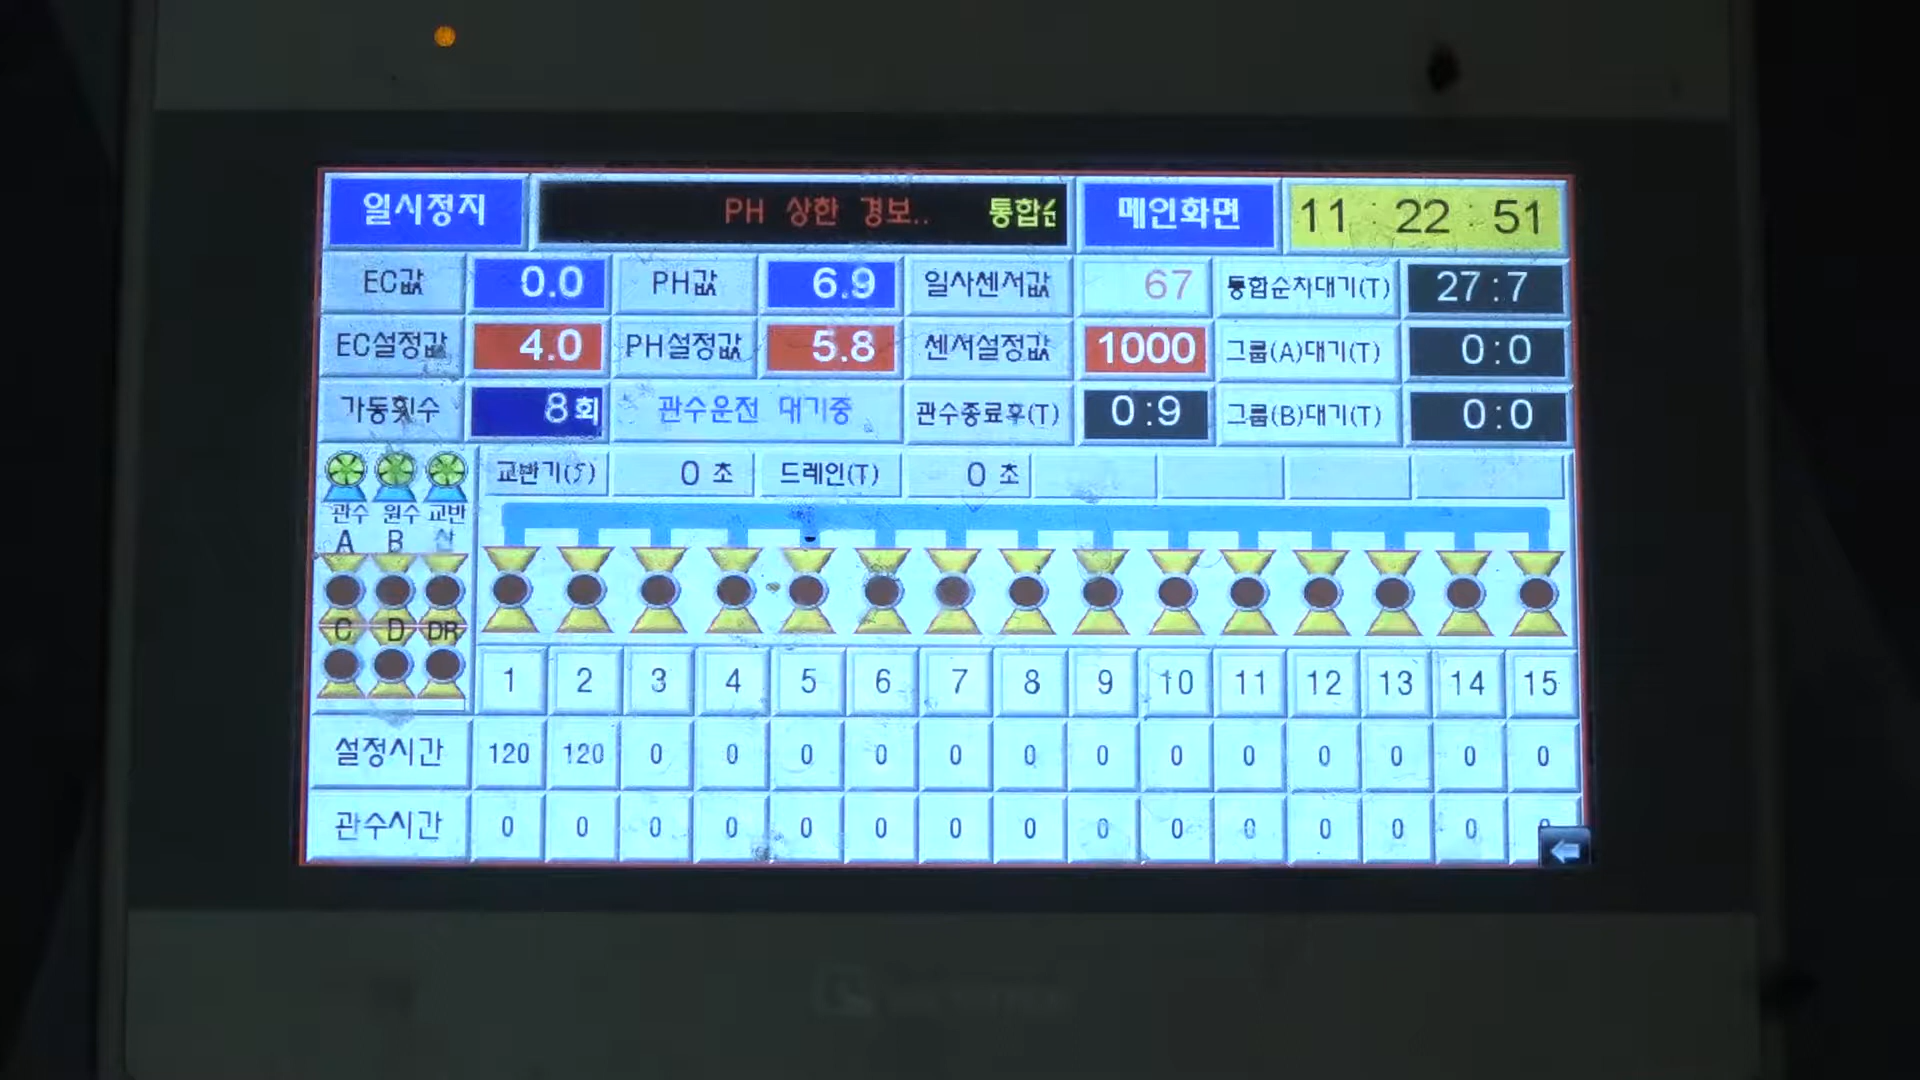 일시정지 PH 상한 경보.. 통합순 메인화면 11 : 22 : 51
EC값 0.0 PH값 6.9 일사센서값 67 통합순차대기(T) 27:7
EC설정값 4.0 PH설정값 5.8 센서설정값 1000 그룹(A)대기(T) 0:0
가동횟수 8회 관수운전 대기중 관수종료후(T) 0:9 그룹(B)대기(T) 0:0
교반기(T) 0 초 드레인(T) 0 초
관수 원수 교반
A B 산
C D DR
1 2 3 4 5 6 7 8 9 10 11 12 13 14 15
설정시간 120 120 0 0 0 0 0 0 0 0 0 0 0 0 0
관수시간 0 0 0 0 0 0 0 0 0 0 0 0 0 0 0